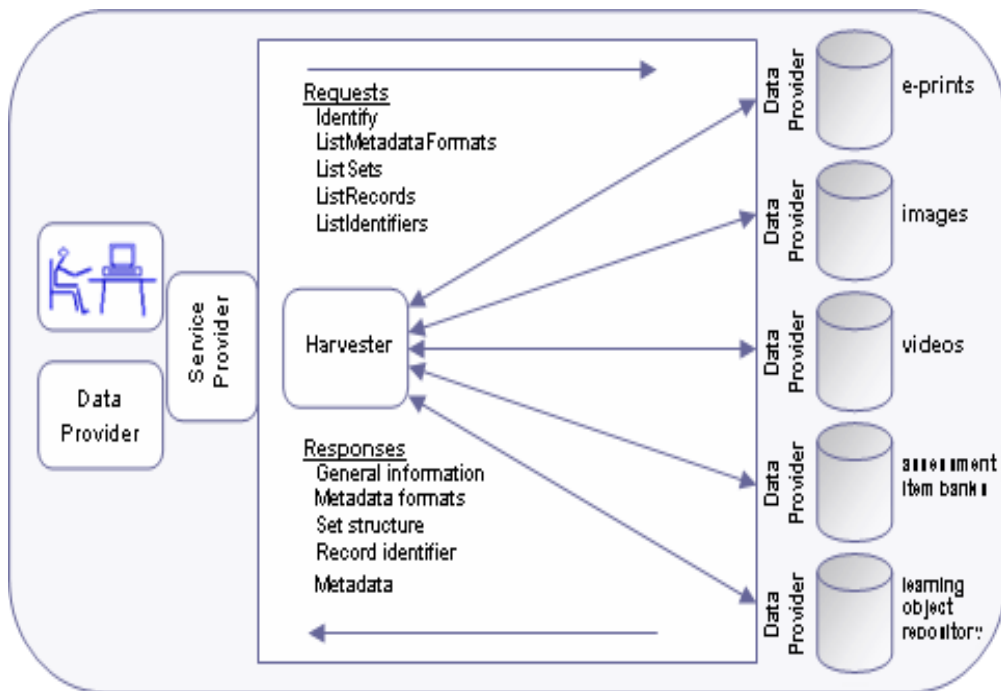 Requests
Identify
ListMetadataFormats
ListSets
ListRecords
ListIdentifiers
Service
Provider
Data
Provider
Harvester
Responses
General information
Metadata formats
Set structure
Record identifier
Metadata
Data
Provider
e-prints
Data
Provider
images
Data
Provider
videos
Data
Provider
assessment
item banks
Data
Provider
learning
object
repository